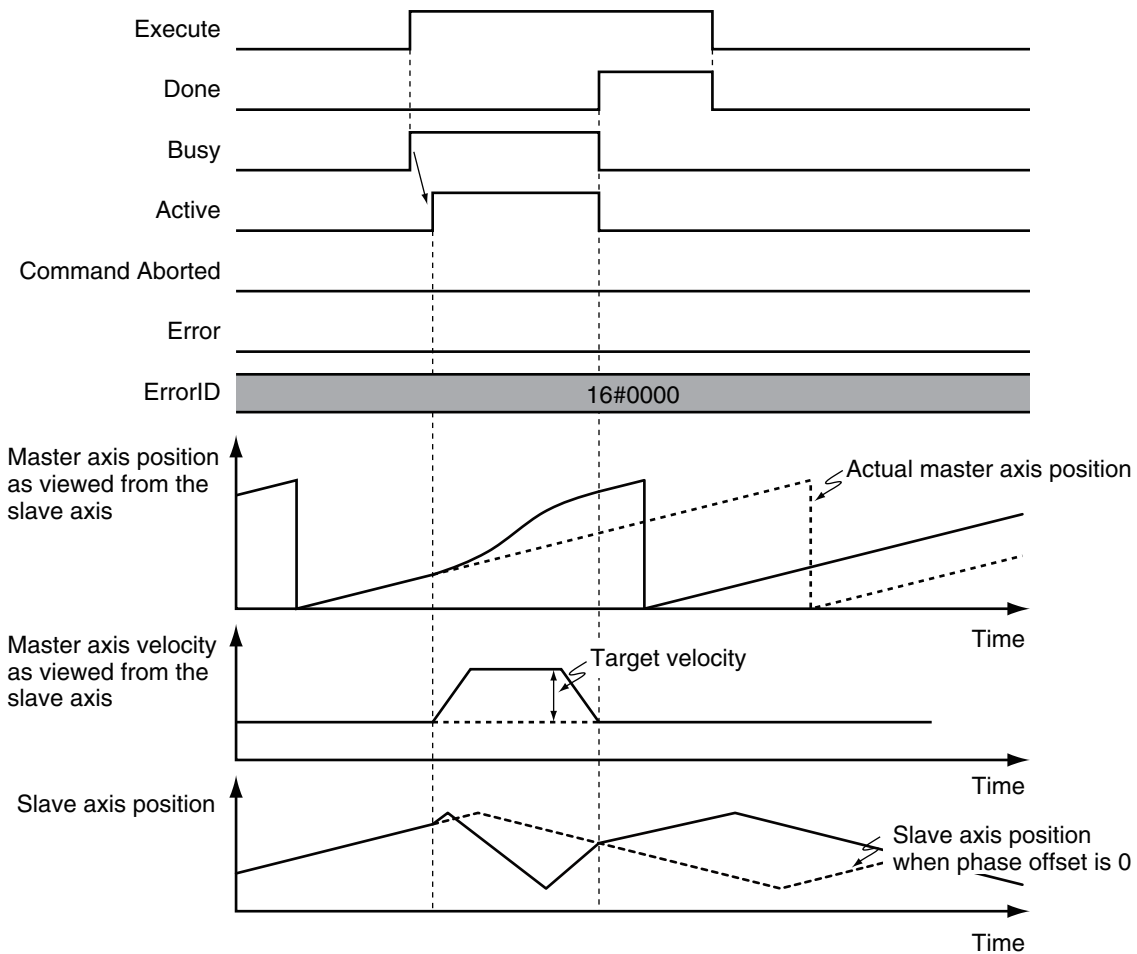 Execute
Done
Busy
Active
Command Aborted
Error
ErrorID
16#0000
Master axis position
as viewed from the
slave axis
Actual master axis position
Time
Master axis velocity
as viewed from the
slave axis
Target velocity
Time
Slave axis position
Slave axis position
when phase offset is 0
Time